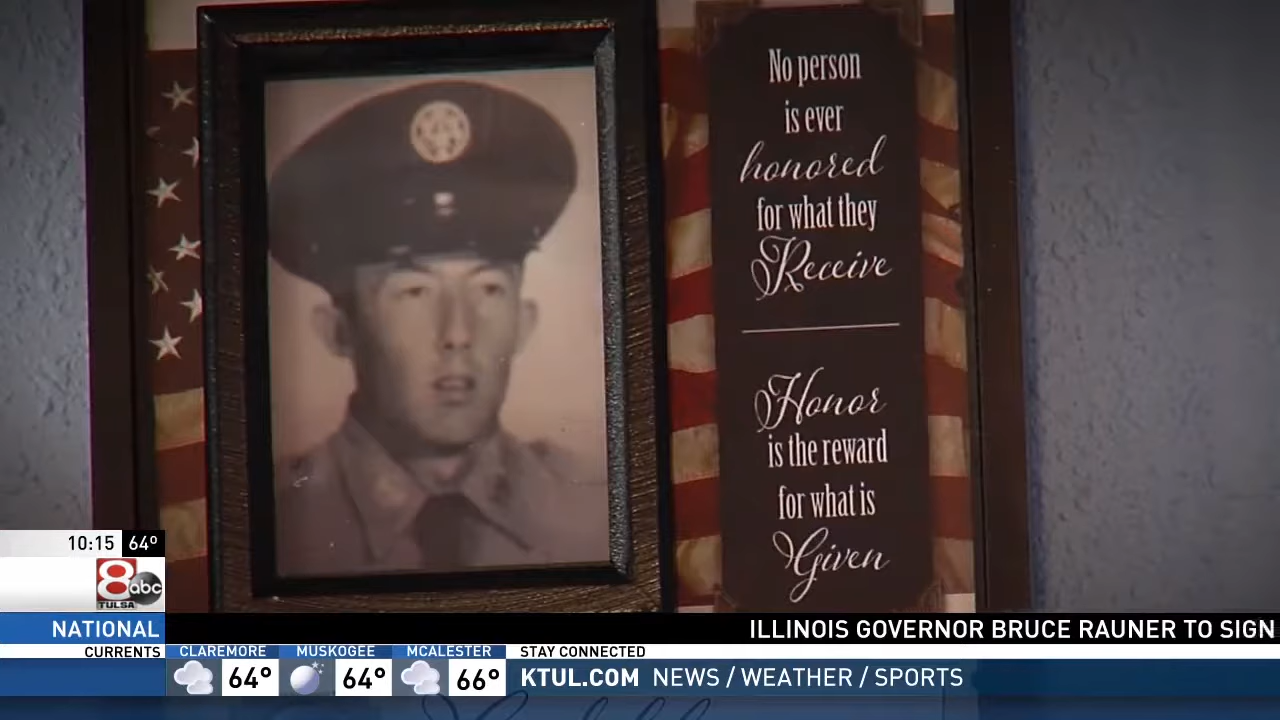 No person
is ever
honored
for what they
Receive
Honor
is the reward
for what is
Given
10:15 64°
8 abc
TULSA
NATIONAL ILLINOIS GOVERNOR BRUCE RAUNER TO SIGN
CURRENTS CLAREMORE MUSKOGEE MCALESTER STAY CONNECTED
64° 64° 66° KTUL.COM NEWS / WEATHER / SPORTS